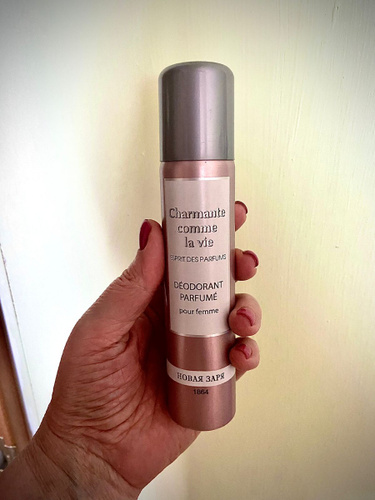 Charmante
comme
la vie
ESPRIT DES PARFUMS
DÉODORANT
PARFUMÉ
pour femme
НОВАЯ ЗАРЯ
1864